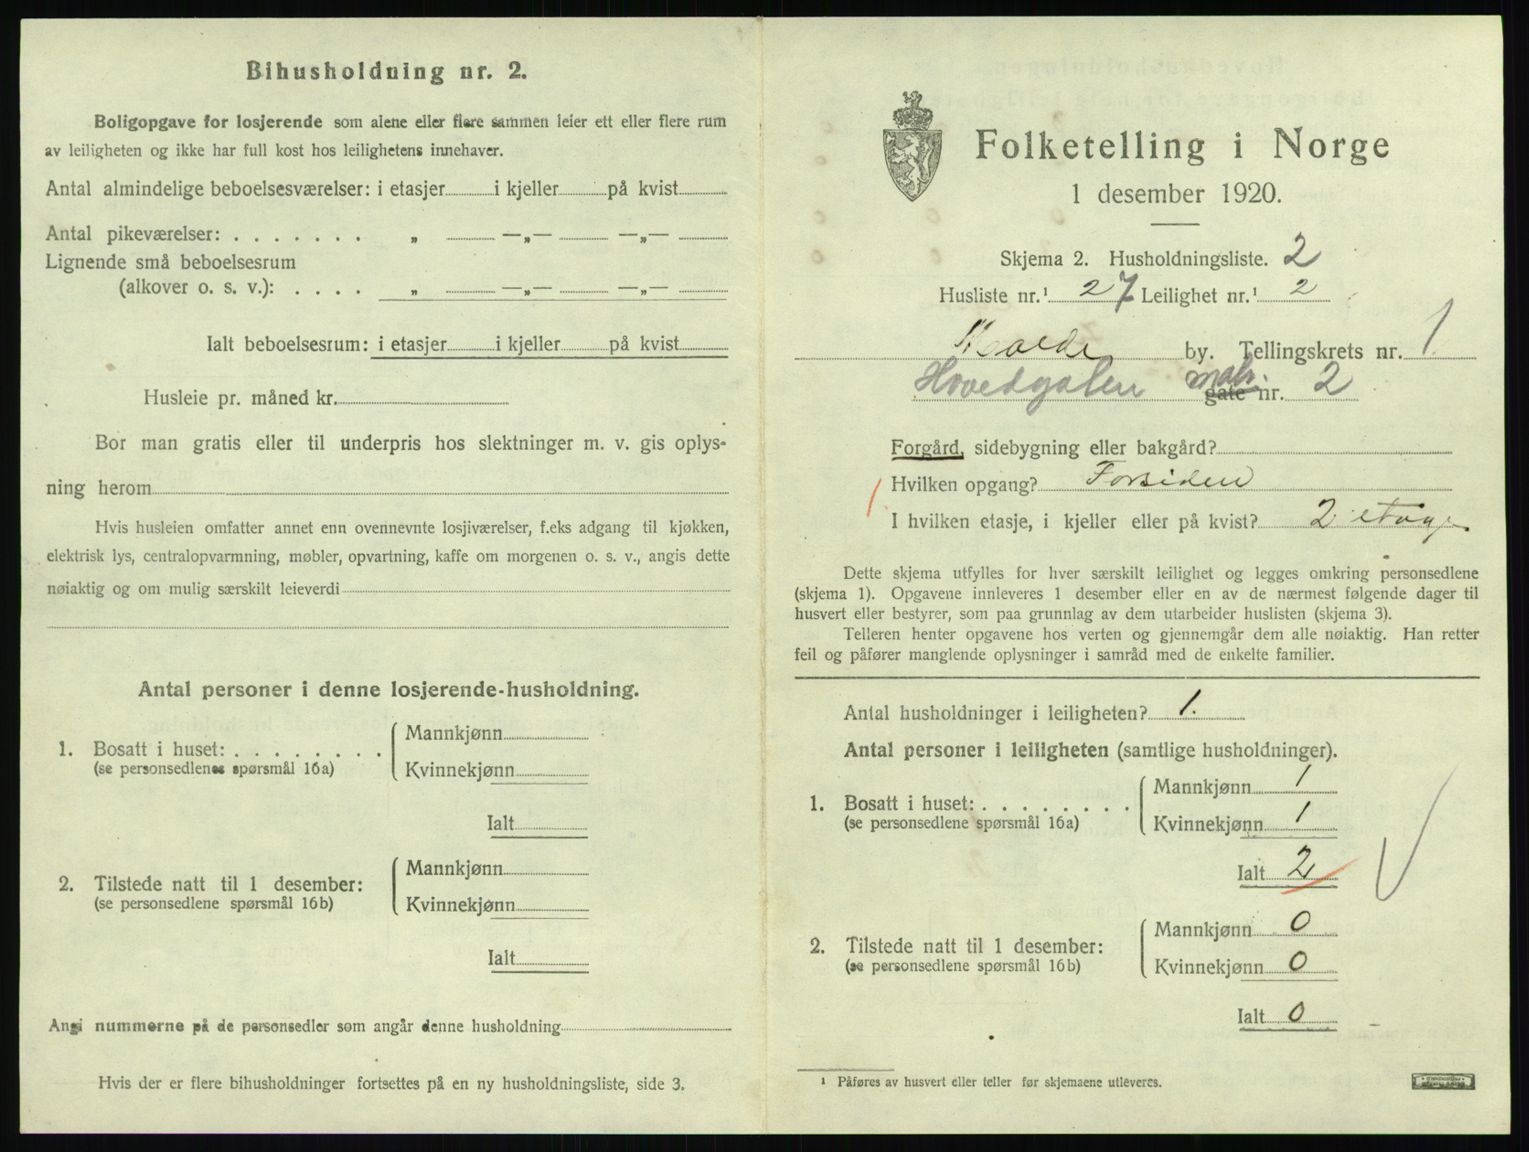 Bihusholdning nr. 2.
Boligopgave for losjerende som alene eller flere sammen leier ett eller flere rum
av leiligheten og ikke har full kost hos leilighetens innehaver.
Antal almindelige beboelsesværelser: i etasjer i kjeller på kvist
Antal pikeværelser: . . . . . . . „ —„— —„—
Lignende små beboelsesrum
(alkover o. s. v.): . . . . „ —„— —„—
Ialt beboelsesrum: i etasjer i kjeller på kvist
Husleie pr. måned kr.
Bor man gratis eller til underpris hos slektninger m. v. gis oplys-
ning herom
Hvis husleien omfatter annet enn ovennevnte losjiværelser, f.eks adgang til kjøkken,
elektrisk lys, centralopvarmning, møbler, opvartning, kaffe om morgenen o. s. v., angis dette
nøiaktig og om mulig særskilt leieverdi
Antal personer i denne losjerende-husholdning.
1. Bosatt i huset: . . . . . . . .
(se personsedlenes spørsmål 16a)
Mannkjønn
Kvinnekjønn
Ialt
2. Tilstede natt til 1 desember:
(se personsedlene spørsmål 16b)
Mannkjønn
Kvinnekjønn
Ialt
Angi nummerne på de personsedler som angår denne husholdning
Hvis der er flere bihusholdninger fortsettes på en ny husholdningsliste, side 3.
Folketelling i Norge
1 desember 1920.
Skjema 2. Husholdningsliste. 2
Husliste nr.¹ 27 Leilighet nr.¹ 2
Molde by. Tellingskrets nr. 1
Hovedgaten matr. gate nr. 2
Forgård, sidebygning eller bakgård?
Hvilken opgang? Forsiden
1. I hvilken etasje, i kjeller eller på kvist? 2 etage
Dette skjema utfylles for hver særskilt leilighet og legges omkring personsedlene
(skjema 1). Opgavene innleveres 1 desember eller en av de nærmest følgende dager til
husvert eller bestyrer, som paa grunnlag av dem utarbeider huslisten (skjema 3).
Telleren henter opgavene hos verten og gjennemgår dem alle nøiaktig. Han retter
feil og påfører manglende oplysninger i samråd med de enkelte familier.
Antal husholdninger i leiligheten? 1.
Antal personer i leiligheten (samtlige husholdninger).
1. Bosatt i huset: . . . . . . . .
(se personsedlene spørsmål 16a)
Mannkjønn 1
Kvinnekjønn 1
Ialt 2
2. Tilstede natt til 1 desember:
(se personsedlene spørsmål 16b)
Mannkjønn 0
Kvinnekjønn 0
Ialt 0
¹ Påføres av husvert eller teller før skjemaene utleveres.